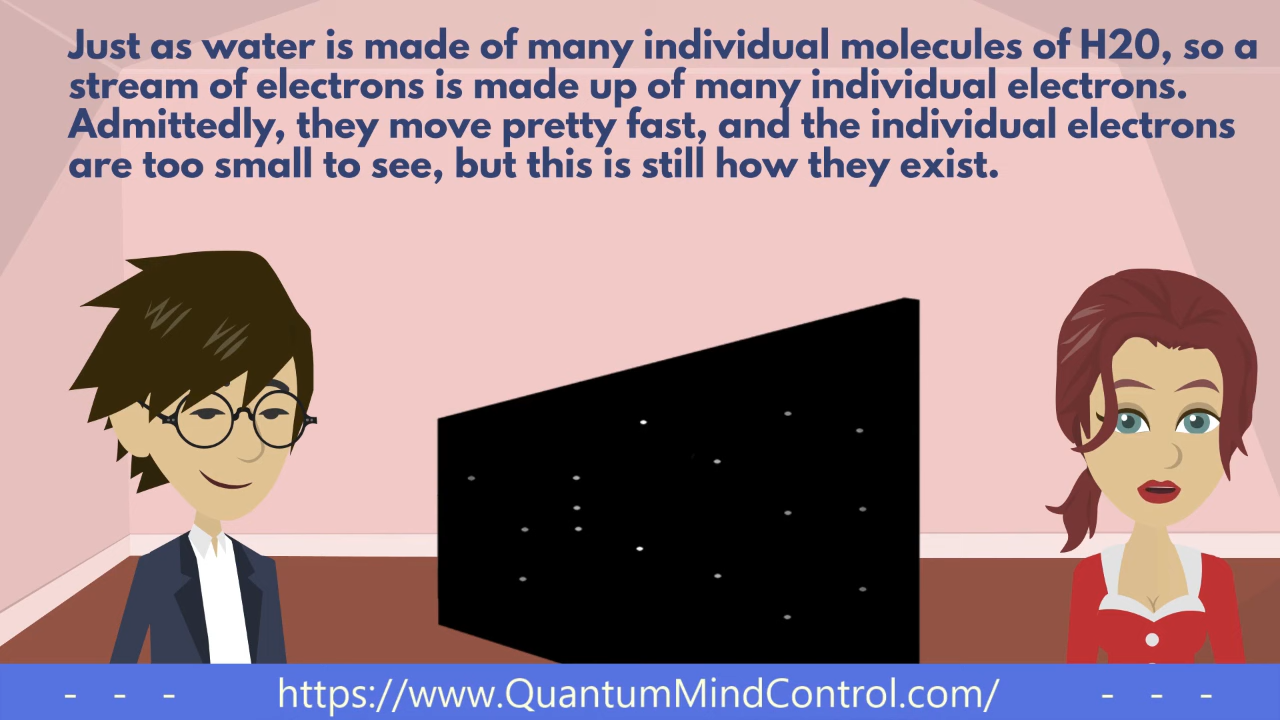 Just as water is made of many individual molecules of H20, so a
stream of electrons is made up of many individual electrons.
Admittedly, they move pretty fast, and the individual electrons
are too small to see, but this is still how they exist.
- - - https://www.QuantumMindControl.com/ - - -